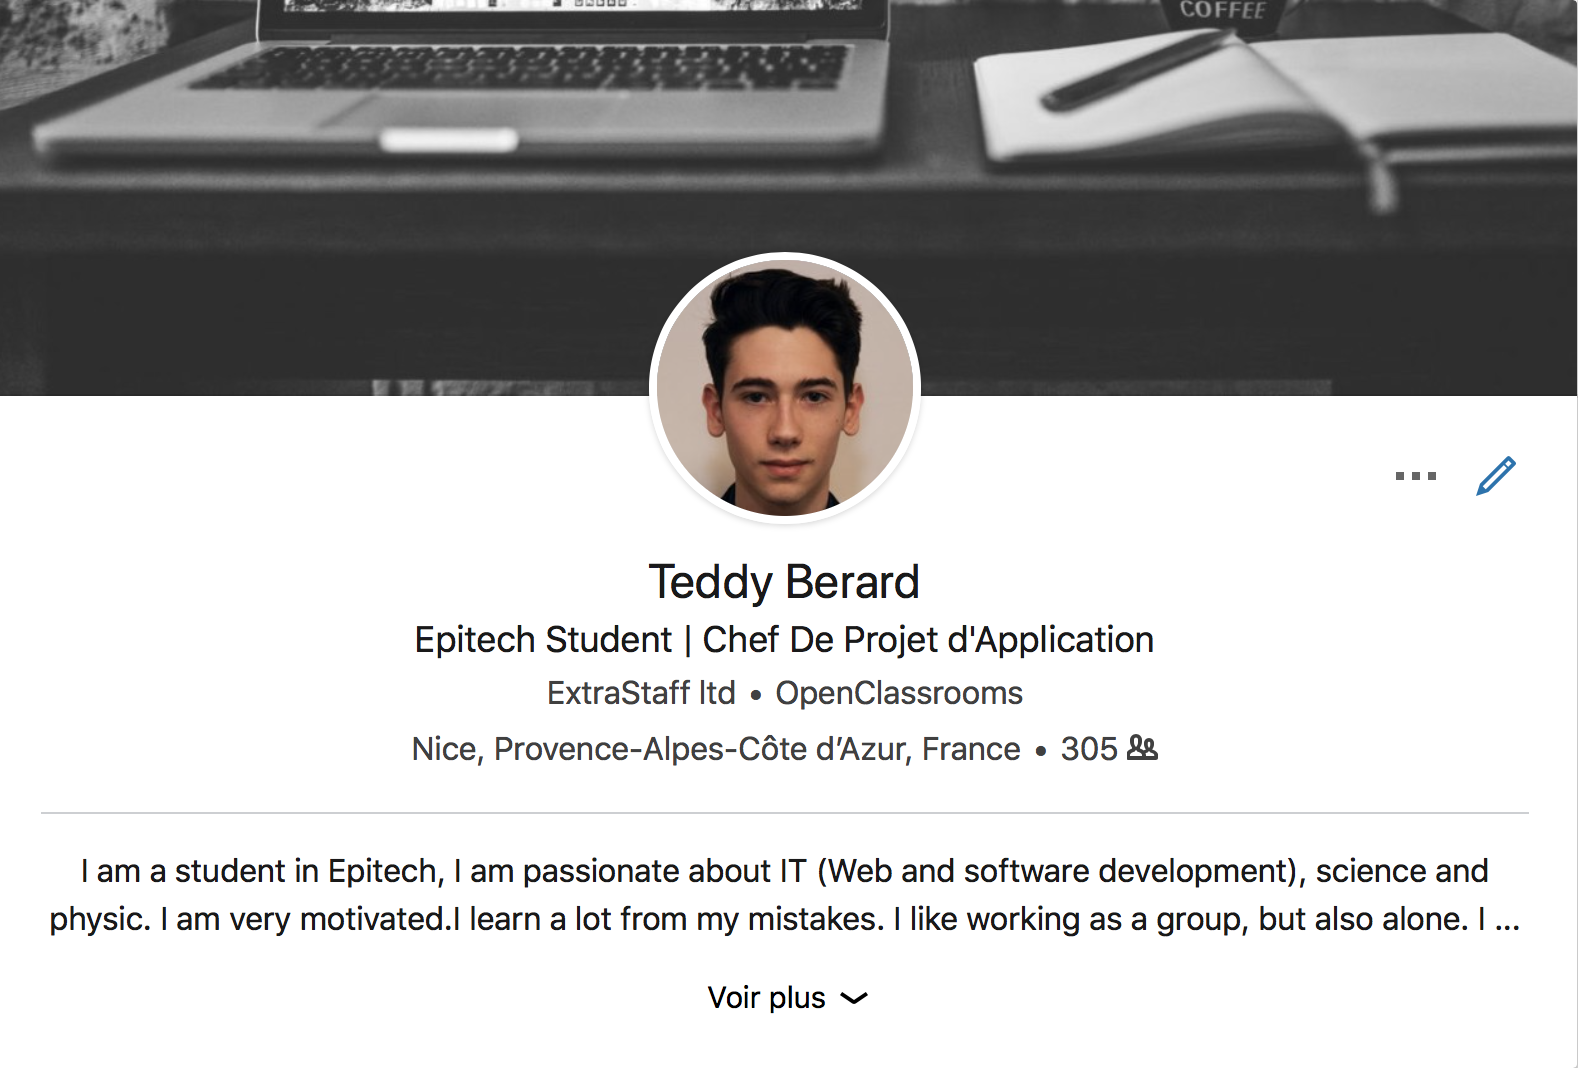 COFFEE
Teddy Berard
Epitech Student | Chef De Projet d'Application
ExtraStaff ltd • OpenClassrooms
Nice, Provence-Alpes-Côte d’Azur, France • 305
I am a student in Epitech, I am passionate about IT (Web and software development), science and
physic. I am very motivated.I learn a lot from my mistakes. I like working as a group, but also alone. I ...
Voir plus